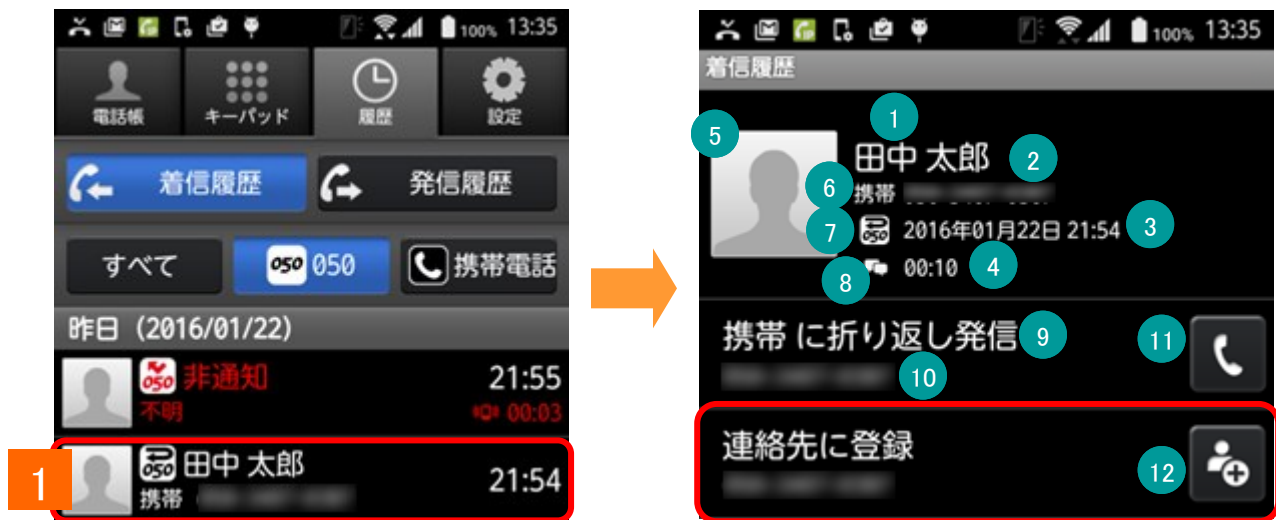 100% 13:35
電話帳
キーパッド
履歴
設定
着信履歴
発信履歴
すべて
050 050
携帯電話
昨日 (2016/01/22)
050 非通知 21:55
不明 00:03
1
050 田中 太郎 21:54
携帯
100% 13:35
着信履歴
1
5
田中 太郎 2
6 携帯
7 050 2016年01月22日 21:54 3
8 00:10 4
携帯 に折り返し発信 9
11
10
連絡先に登録
12